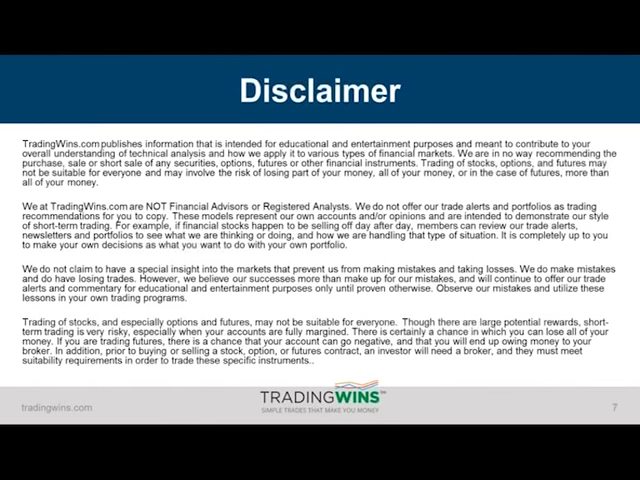 Disclaimer
TradingWins.com publishes information that is intended for educational and entertainment purposes and meant to contribute to your
overall understanding of technical analysis and how we apply it to various types of financial markets. We are in no way recommending the
purchase, sale or short sale of any securities, options, futures or other financial instruments. Trading of stocks, options, and futures may
not be suitable for everyone and may involve the risk of losing part of your money, all of your money, or in the case of futures, more than
all of your money.
We at TradingWins.com are NOT Financial Advisors or Registered Analysts. We do not offer our trade alerts and portfolios as trading
recommendations for you to copy. These models represent our own accounts and/or opinions and are intended to demonstrate our style
of short-term trading. For example, if financial stocks happen to be selling off day after day, members can review our trade alerts,
newsletters and portfolios to see what we are thinking or doing, and how we are handling that type of situation. It is completely up to you
to make your own decisions as what you want to do with your own portfolio.
We do not claim to have a special insight into the markets that prevent us from making mistakes and taking losses. We do make mistakes
and do have losing trades. However, we believe our successes more than make up for our mistakes, and will continue to offer our trade
alerts and commentary for educational and entertainment purposes only until proven otherwise. Observe our mistakes and utilize these
lessons in your own trading programs.
Trading of stocks, and especially options and futures, may not be suitable for everyone. Though there are large potential rewards, short-
term trading is very risky, especially when your accounts are fully margined. There is certainly a chance in which you can lose all of your
money. If you are trading futures, there is a chance that your account can go negative, and that you will end up owing money to your
broker. In addition, prior to buying or selling a stock, option, or futures contract, an investor will need a broker, and they must meet
suitability requirements in order to trade these specific instruments..
tradingwins.com
TRADINGWINS
SIMPLE TRADES THAT MAKE YOU MONEY
7